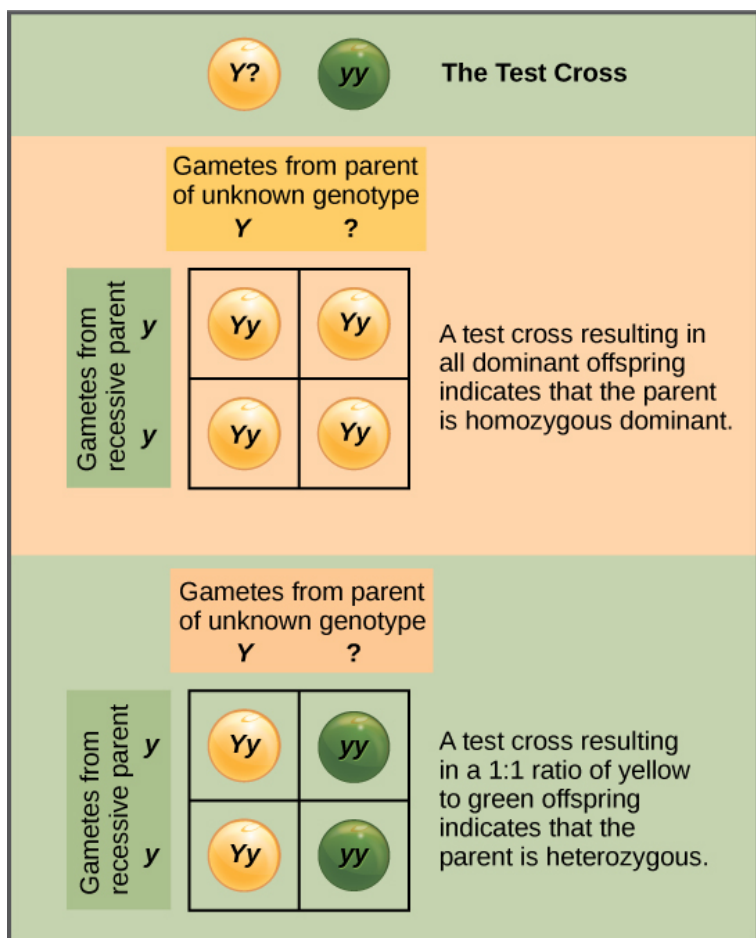 Y? yy The Test Cross
Gametes from parent
of unknown genotype
Y ?
Gametes from
recessive parent
y
y
Yy Yy
Yy Yy
A test cross resulting in
all dominant offspring
indicates that the parent
is homozygous dominant.
Gametes from parent
of unknown genotype
Y ?
Gametes from
recessive parent
y
y
Yy yy
Yy yy
A test cross resulting
in a 1:1 ratio of yellow
to green offspring
indicates that the
parent is heterozygous.